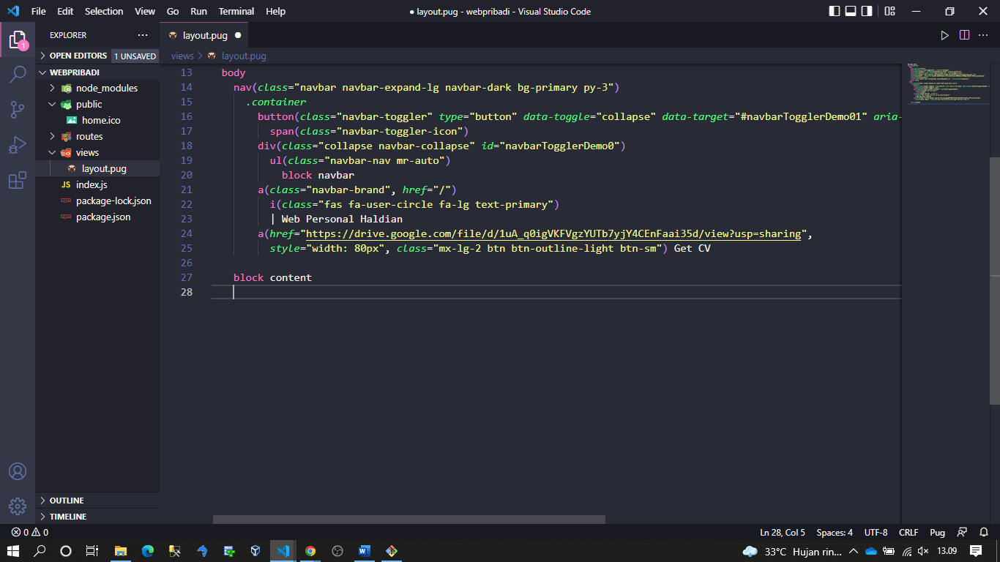 File Edit Selection View Go Run Terminal Help
● layout.pug - webpribadi - Visual Studio Code
EXPLORER
layout.pug
1
OPEN EDITORS 1 UNSAVED
views > layout.pug
WEBPRIBADI
node_modules
public
home.ico
routes
views
layout.pug
JS index.js
package-lock.json
package.json
13 body
14 nav(class="navbar navbar-expand-lg navbar-dark bg-primary py-3")
15 .container
16 button(class="navbar-toggler" type="button" data-toggle="collapse" data-target="#navbarTogglerDemo01" aria-
17 span(class="navbar-toggler-icon")
18 div(class="collapse navbar-collapse" id="navbarTogglerDemo0")
19 ul(class="navbar-nav mr-auto")
20 block navbar
21 a(class="navbar-brand", href="/")
22 i(class="fas fa-user-circle fa-lg text-primary")
23 | Web Personal Haldian
24 a(href="https://drive.google.com/file/d/1uA_q0igVKFVgzYUTb7yjY4CEnFaai35d/view?usp=sharing",
25 style="width: 80px", class="mx-lg-2 btn btn-outline-light btn-sm") Get CV
26
27 block content
28
OUTLINE
TIMELINE
0 0
Ln 28, Col 5 Spaces: 4 UTF-8 CRLF Pug
33°C Hujan rin... 13.09